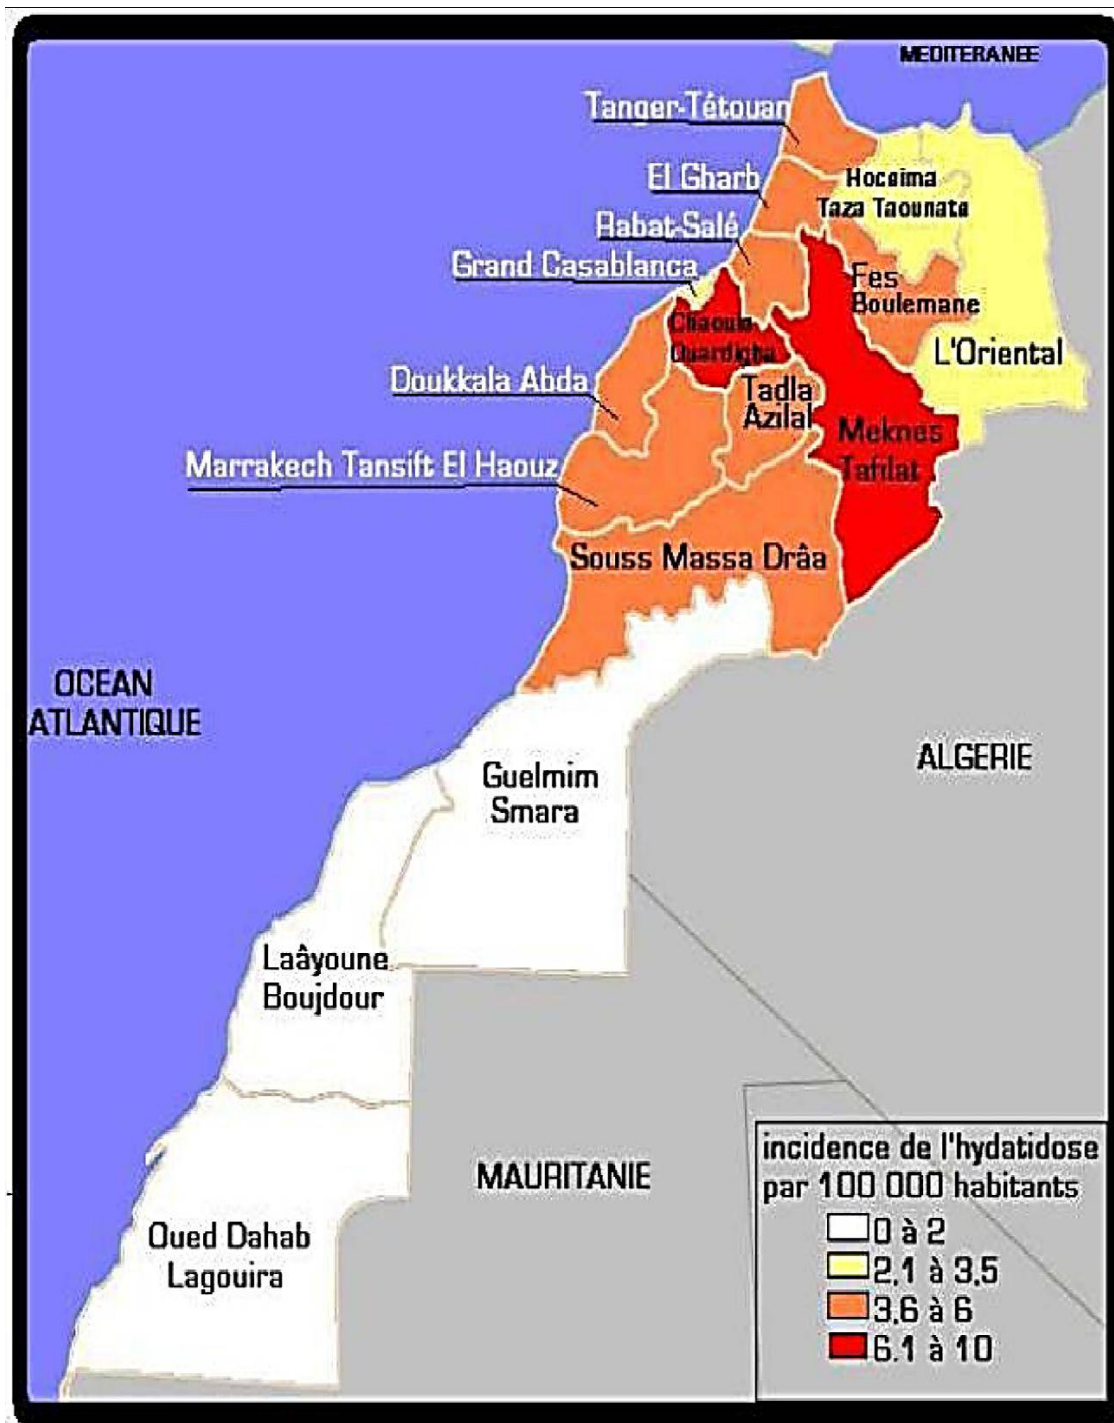 MEDITERANEE
Tanger-Tétouan
El Gharb
Hoceima
Taza Taounate
Rabat-Salé
Grand Casablanca
Fes
Boulemane
Chaouia
Ouardigha
L'Oriental
Doukkala Abda
Tadla
Azilal
Meknes
Tafilat
Marrakech Tansift El Haouz
Souss Massa Drâa
OCEAN
ATLANTIQUE
ALGERIE
Guelmim
Smara
Laâyoune
Boujdour
MAURITANIE
Oued Dahab
Lagouira
incidence de l'hydatidose
par 100 000 habitants
0 à 2
2,1 à 3,5
3,6 à 6
6.1 à 10